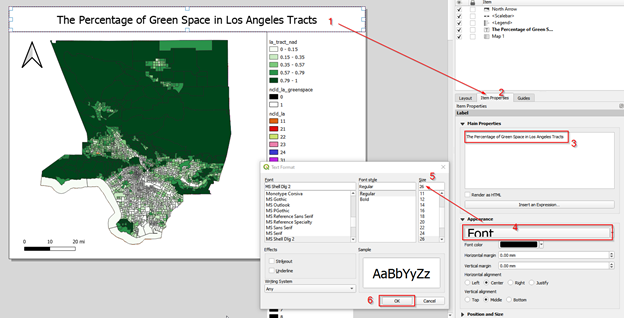 The Percentage of Green Space in Los Angeles Tracts
1
la_tract_nsd
0 - 0.15
0.15 - 0.35
0.35 - 0.57
0.57 - 0.79
0.79 - 1
ncld_la_greenspace
0
1
ncld_la
11
21
22
23
24
31
0 10 20 mi
North Arrow
<Scalebar>
<Legend>
The Percentage of Green S...
Map 1
2
Layout Item Properties Guides
Item Properties
Label
Main Properties
The Percentage of Green Space in Los Angeles Tracts
3
Render as HTML
Insert an Expression...
4
Appearance
Font
Font color
Horizontal margin 0.00 mm
Vertical margin 0.00 mm
Horizontal alignment
Left Center Right Justify
Vertical alignment
Top Middle Bottom
Position and Size
Text Format
5
Font Font style Size
MS Shell Dlg 2 Regular
Monotype Corsiva Regular 11
MS Gothic Bold 12
MS Outlook 14
MS PGothic 16
MS Reference Sans Serif 18
MS Reference Specialty 20
MS Sans Serif 22
MS Serif 24
MS Shell Dlg 2 26
Effects Sample
Strikeout
Underline
AaBbYyZz
Writing System
Any
6 OK Cancel
7
8